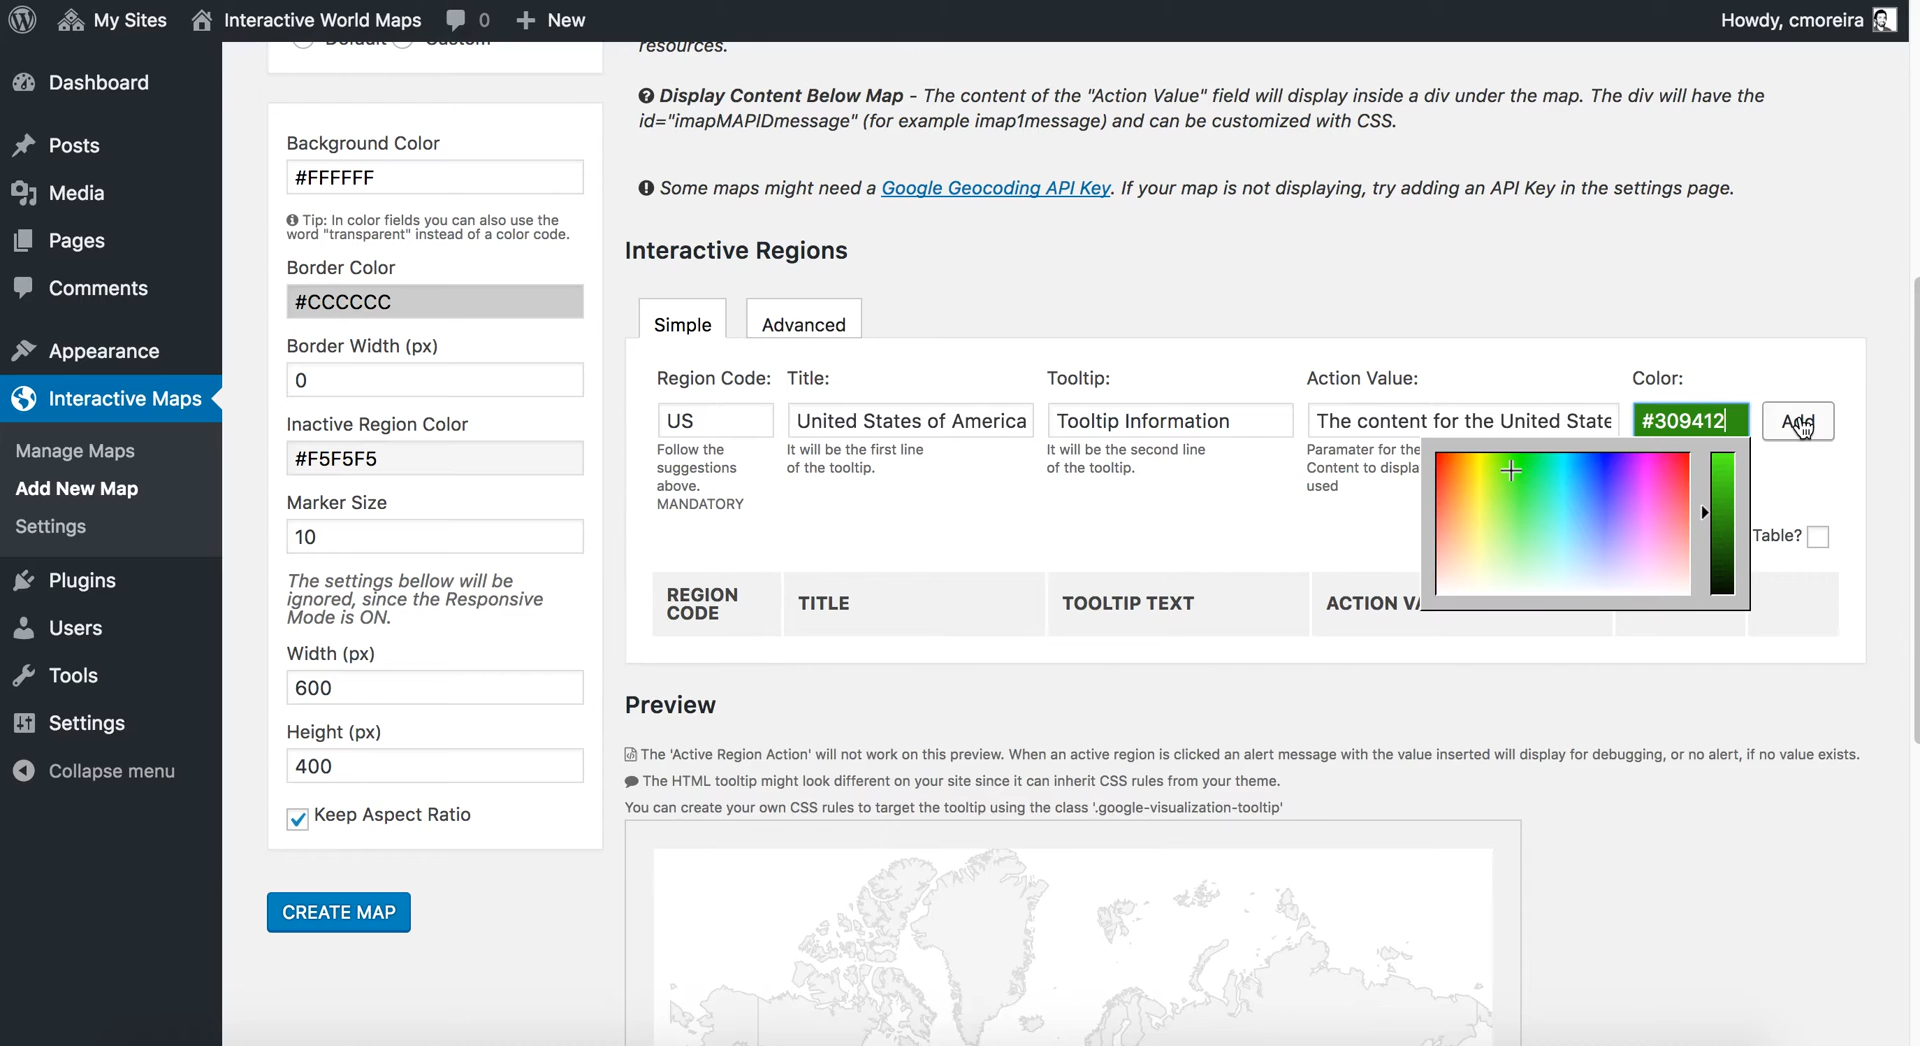 My Sites
Interactive World Maps
0
New
Howdy, cmoreira
Dashboard
Posts
Media
Pages
Comments
Appearance
Interactive Maps
Manage Maps
Add New Map
Settings
Plugins
Users
Tools
Settings
Collapse menu
Default Custom
Background Color
#FFFFFF
Tip: In color fields you can also use the
word "transparent" instead of a color code.
Border Color
#CCCCCC
Border Width (px)
0
Inactive Region Color
#F5F5F5
Marker Size
10
The settings bellow will be
ignored, since the Responsive
Mode is ON.
Width (px)
600
Height (px)
400
Keep Aspect Ratio
CREATE MAP
resources.
Display Content Below Map - The content of the "Action Value" field will display inside a div under the map. The div will have the
id="imapMAPIDmessage" (for example imap1message) and can be customized with CSS.
Some maps might need a Google Geocoding API Key. If your map is not displaying, try adding an API Key in the settings page.
Interactive Regions
Simple
Advanced
Region Code: Title: Tooltip: Action Value: Color:
US
United States of America
Tooltip Information
The content for the United State
#309412
Add
Follow the
suggestions
above.
MANDATORY
It will be the first line
of the tooltip.
It will be the second line
of the tooltip.
Paramater for the
Content to displa
used
Table?
REGION
CODE
TITLE
TOOLTIP TEXT
ACTION VA
Preview
The 'Active Region Action' will not work on this preview. When an active region is clicked an alert message with the value inserted will display for debugging, or no alert, if no value exists.
The HTML tooltip might look different on your site since it can inherit CSS rules from your theme.
You can create your own CSS rules to target the tooltip using the class '.google-visualization-tooltip'